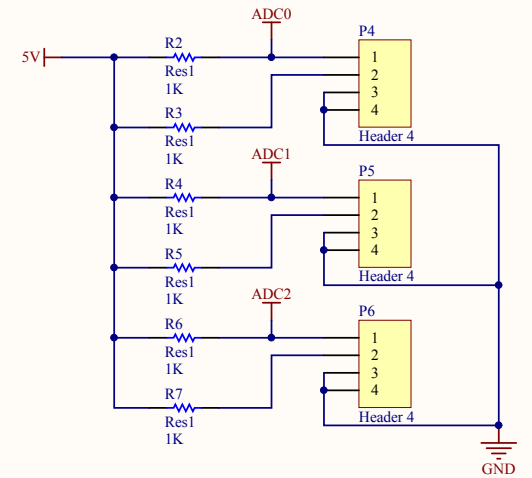 ADC0
5V
R2
Res1
1K
P4
1
2
3
4
Header 4
R3
Res1
1K
ADC1
R4
Res1
1K
P5
1
2
3
4
Header 4
R5
Res1
1K
ADC2
R6
Res1
1K
P6
1
2
3
4
Header 4
R7
Res1
1K
GND